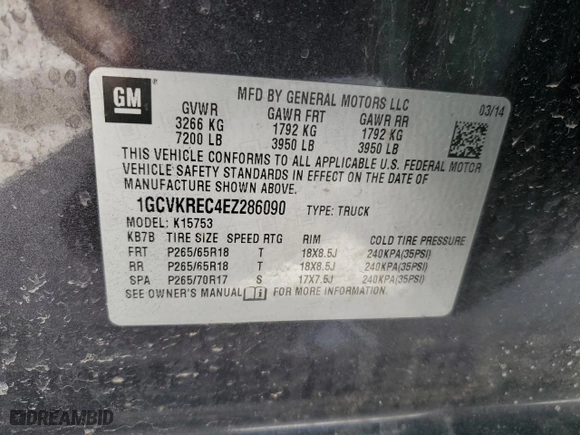 GM
MFD BY GENERAL MOTORS LLC
03/14
GVWR GAWR FRT GAWR RR
3266 KG 1792 KG 1792 KG
7200 LB 3950 LB 3950 LB
THIS VEHICLE CONFORMS TO ALL APPLICABLE U.S. FEDERAL MOTOR
VEHICLE SAFETY STANDARDS IN EFFECT ON THE DATE OF
MANUFACTURE SHOWN ABOVE.
1GCVKREC4EZ286090 TYPE: TRUCK
MODEL: K15753
KB7B TIRE SIZE SPEED RTG RIM COLD TIRE PRESSURE
FRT P265/65R18 T 18X8.5J 240KPA(35PSI)
RR P265/65R18 T 18X8.5J 240KPA(35PSI)
SPA P265/70R17 S 17X7.5J 240KPA(35PSI)
SEE OWNER'S MANUAL FOR MORE INFORMATION.
© DREAMBID